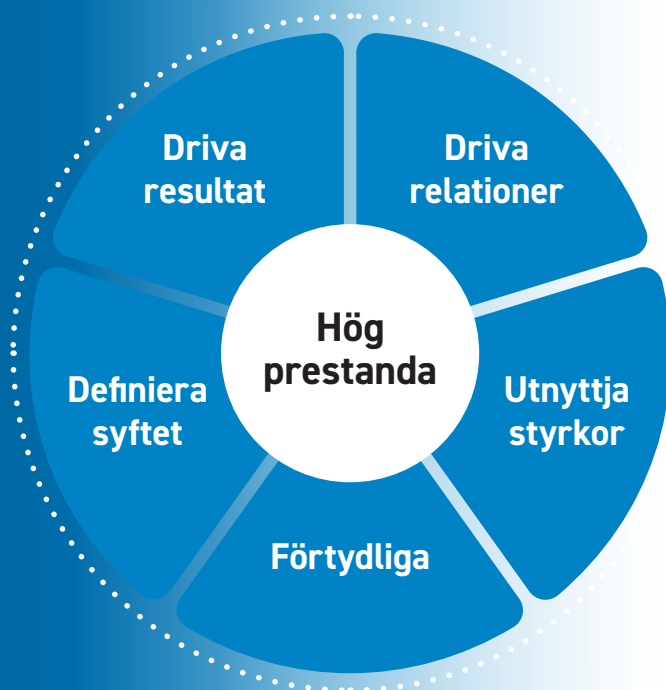 Driva
resultat
Driva
relationer
Hög
prestanda
Definiera
syftet
Utnyttja
styrkor
Förtydliga